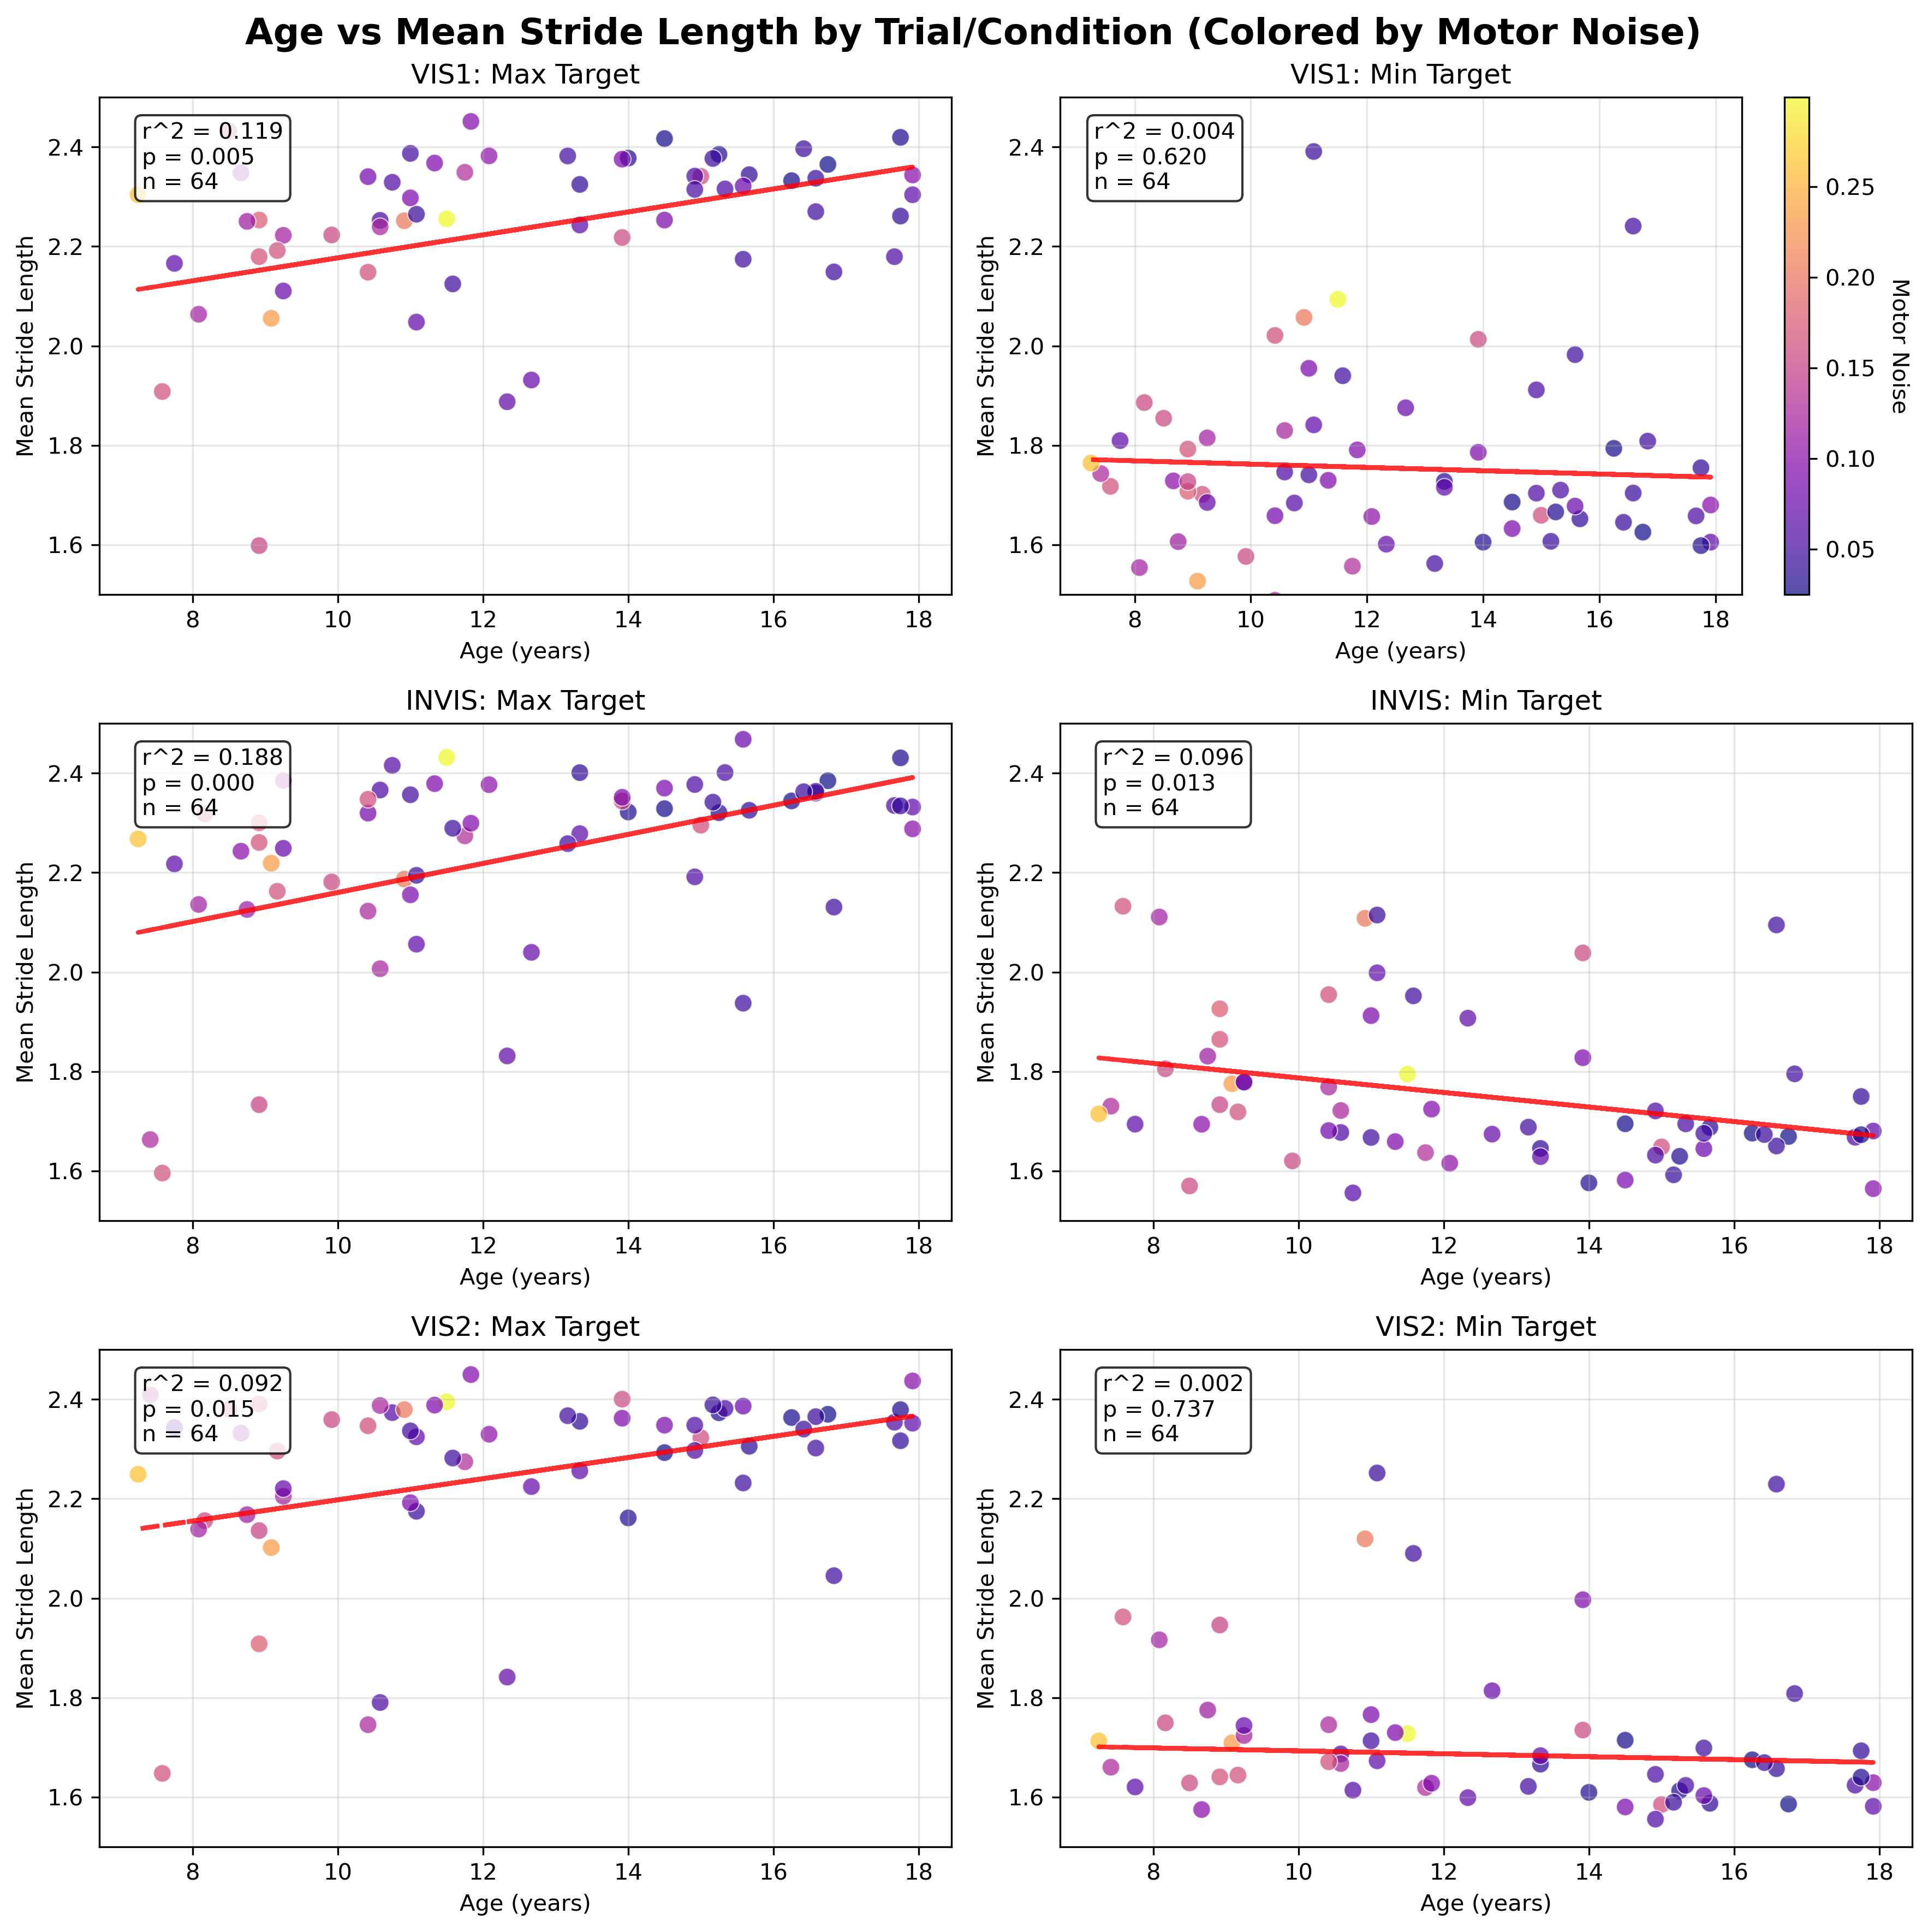 Age vs Mean Stride Length by Trial/Condition (Colored by Motor Noise)
VIS1: Max Target
r^2 = 0.119
p = 0.005
n = 64
2.4
2.2
2.0
1.8
1.6
Mean Stride Length
8 10 12 14 16 18
Age (years)
VIS1: Min Target
r^2 = 0.004
p = 0.620
n = 64
2.4
2.2
2.0
1.8
1.6
Mean Stride Length
8 10 12 14 16 18
Age (years)
0.25
0.20
0.15
0.10
0.05
Motor Noise
INVIS: Max Target
r^2 = 0.188
p = 0.000
n = 64
2.4
2.2
2.0
1.8
1.6
Mean Stride Length
8 10 12 14 16 18
Age (years)
INVIS: Min Target
r^2 = 0.096
p = 0.013
n = 64
2.4
2.2
2.0
1.8
1.6
Mean Stride Length
8 10 12 14 16 18
Age (years)
VIS2: Max Target
r^2 = 0.092
p = 0.015
n = 64
2.4
2.2
2.0
1.8
1.6
Mean Stride Length
8 10 12 14 16 18
Age (years)
VIS2: Min Target
r^2 = 0.002
p = 0.737
n = 64
2.4
2.2
2.0
1.8
1.6
Mean Stride Length
8 10 12 14 16 18
Age (years)